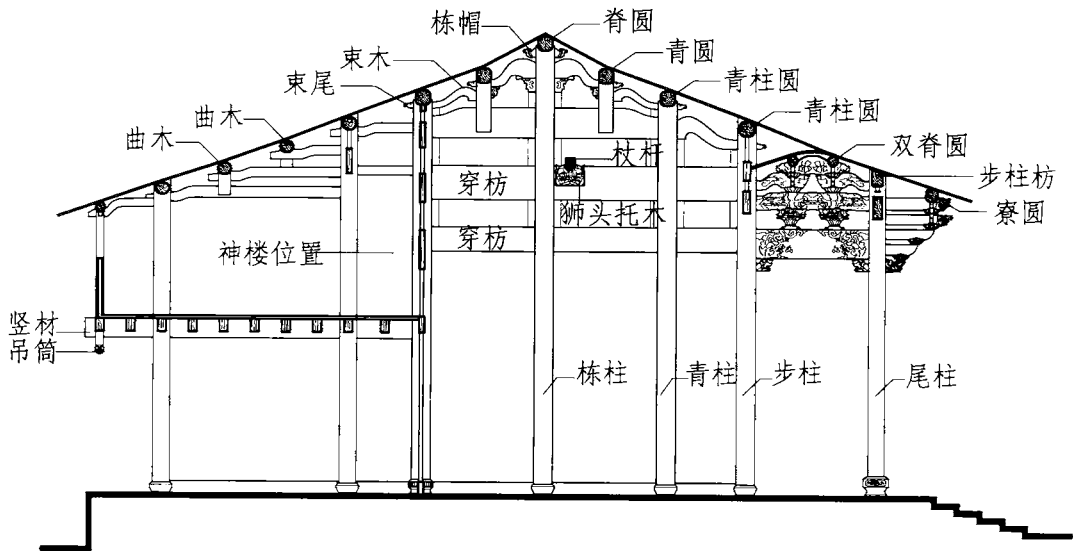 栋帽
脊圆
束木
青圆
束尾
青柱圆
曲木
青柱圆
曲木
双脊圆
杖杆
步柱枋
穿枋
狮头托木
寮圆
穿枋
神楼位置
竖材
吊筒
栋柱
青柱
步柱
尾柱